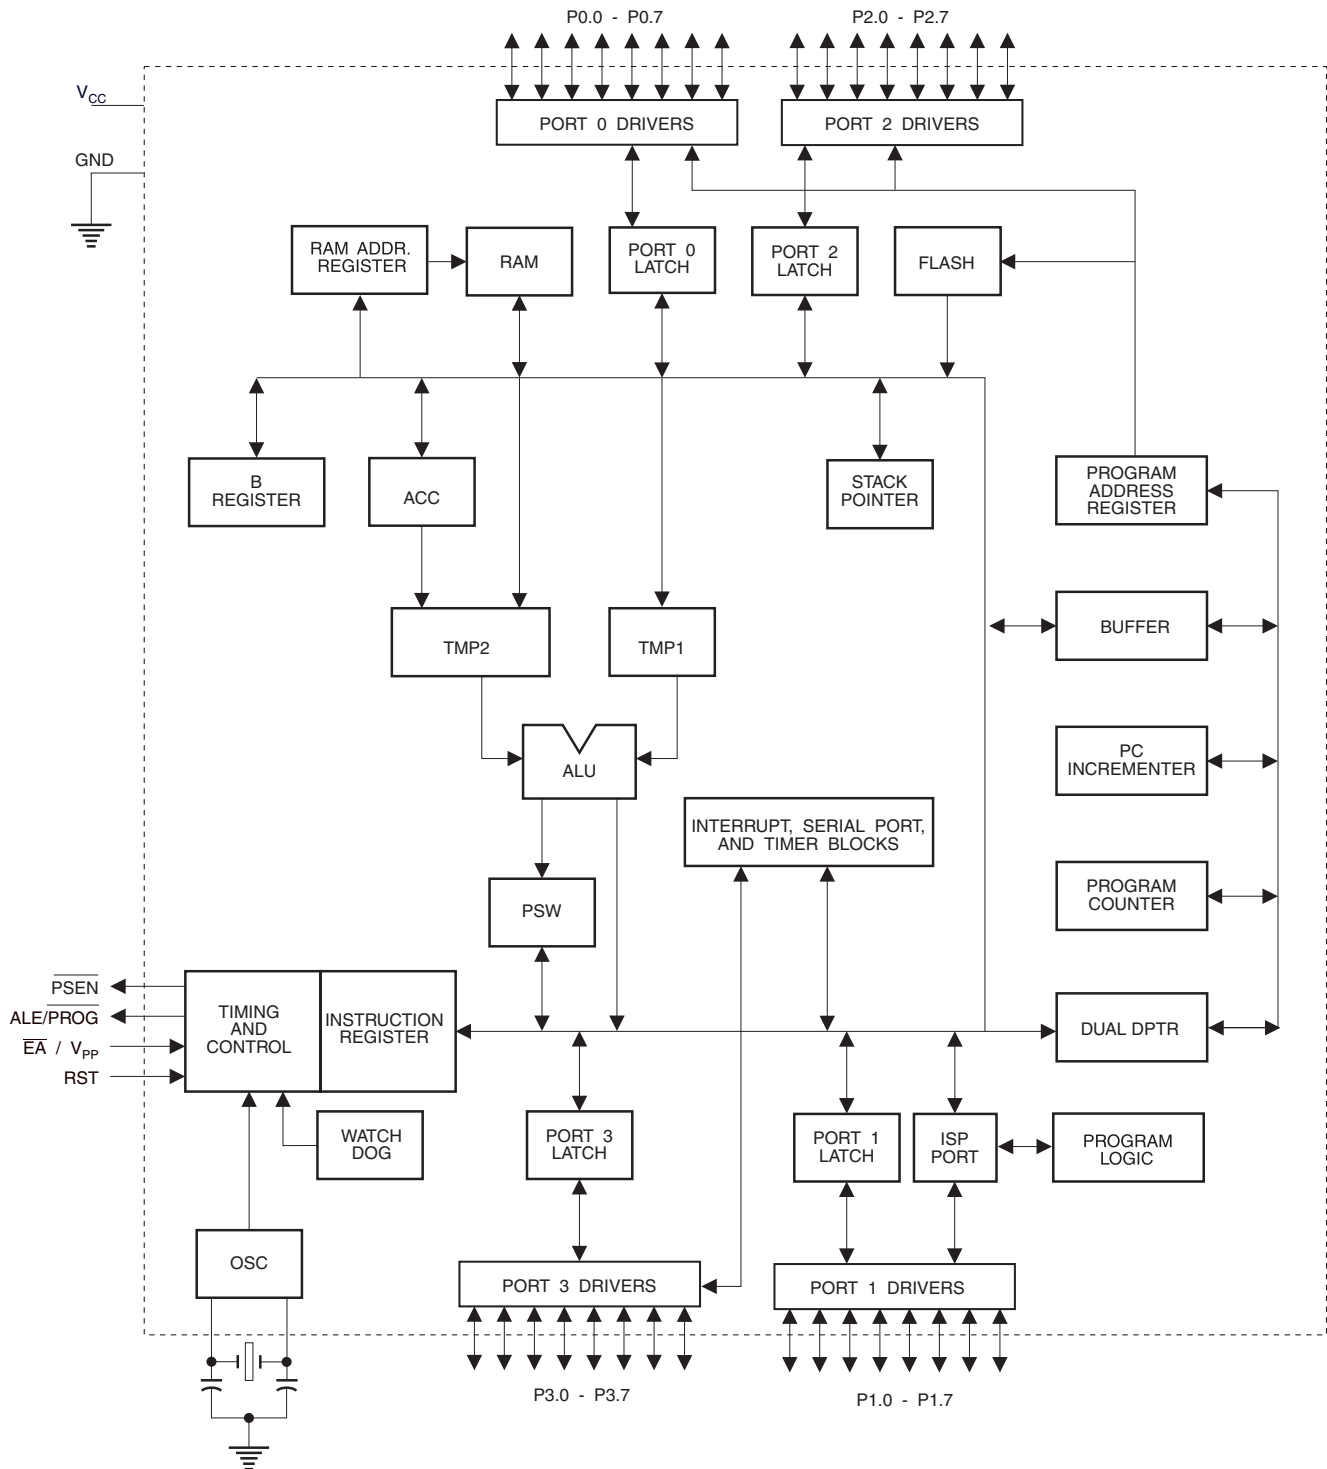 P0.0 - P0.7
P2.0 - P2.7
VCC
GND
PORT 0 DRIVERS
PORT 2 DRIVERS
RAM ADDR.
REGISTER
RAM
PORT 0
LATCH
PORT 2
LATCH
FLASH
B
REGISTER
ACC
STACK
POINTER
PROGRAM
ADDRESS
REGISTER
TMP2
TMP1
BUFFER
ALU
PC
INCREMENTER
INTERRUPT, SERIAL PORT,
AND TIMER BLOCKS
PSW
PROGRAM
COUNTER
PSEN
ALE/PROG
EA / VPP
RST
TIMING
AND
CONTROL
INSTRUCTION
REGISTER
DUAL DPTR
WATCH
DOG
PORT 3
LATCH
PORT 1
LATCH
ISP
PORT
PROGRAM
LOGIC
OSC
PORT 3 DRIVERS
PORT 1 DRIVERS
P3.0 - P3.7
P1.0 - P1.7